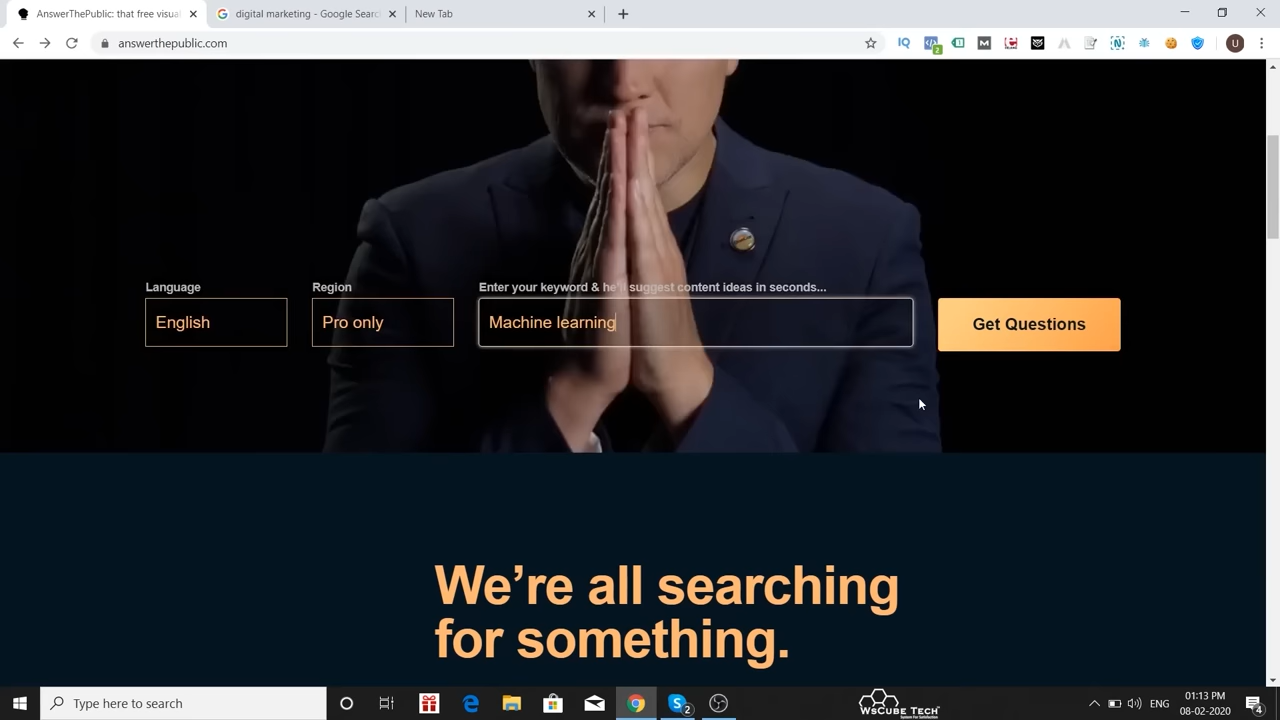 AnswerThePublic: that free visua
digital marketing - Google Searc
New Tab
answerthepublic.com
Language
Region
Enter your keyword & he'll suggest content ideas in seconds...
English
Pro only
Machine learning
Get Questions
We're all searching
for something.
Type here to search
WsCube Tech
ENG
01:13 PM
08-02-2020